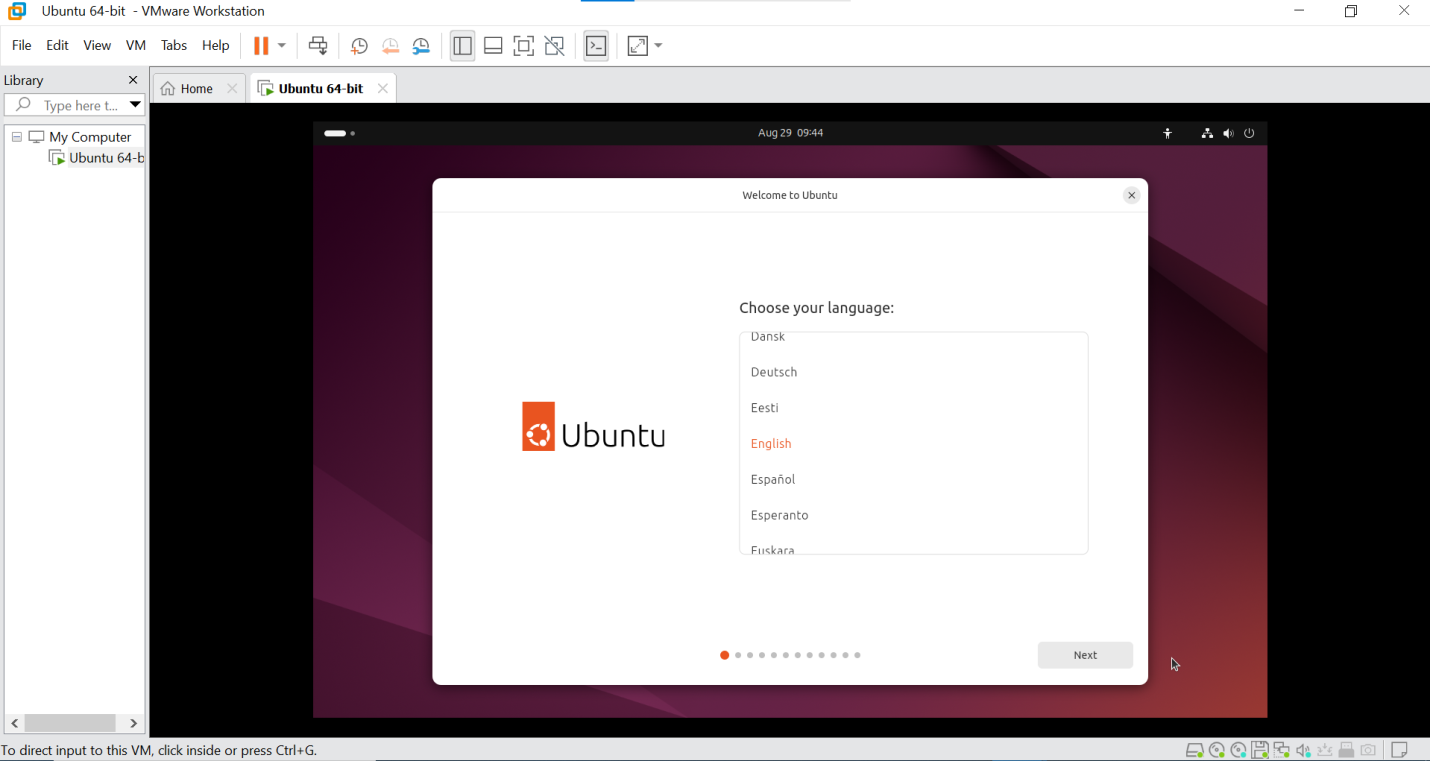 Ubuntu 64-bit - VMware Workstation
File Edit View VM Tabs Help
Library
Type here t...
Home
Ubuntu 64-bit
My Computer
Ubuntu 64-b
Aug 29 09:44
Welcome to Ubuntu
Choose your language:
Dansk
Deutsch
Eesti
English
Español
Esperanto
Euskara
Ubuntu
Next
To direct input to this VM, click inside or press Ctrl+G.